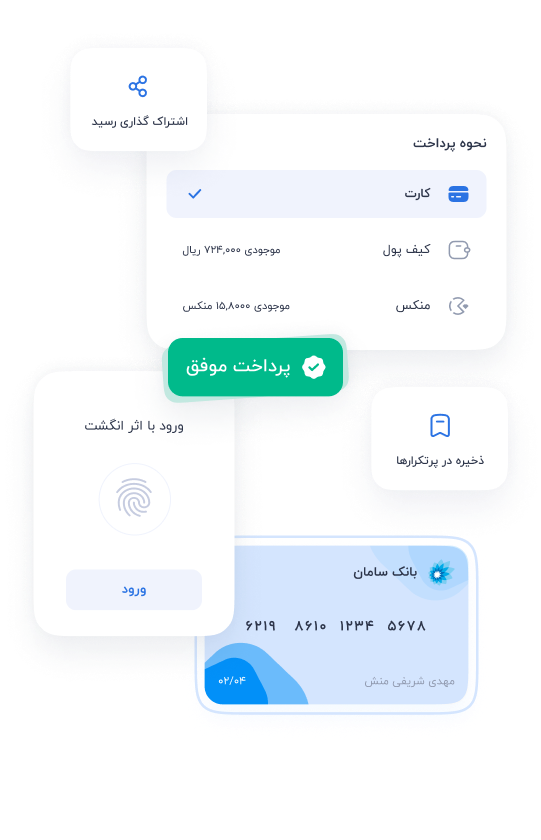 اشتراک گذاری رسید
نحوه پرداخت
کارت
کیف پول
موجودی ۷۲۴,۰۰۰ ریال
منکس
موجودی ۱۵,۸۰۰۰ منکس
پرداخت موفق
ورود با اثر انگشت
ورود
ذخیره در پرتکرارها
بانک سامان
۶۲۱۹ ۸۶۱۰ ۱۲۳۴ ۵۶۷۸
مهدی شریفی منش
۰۲/۰۴